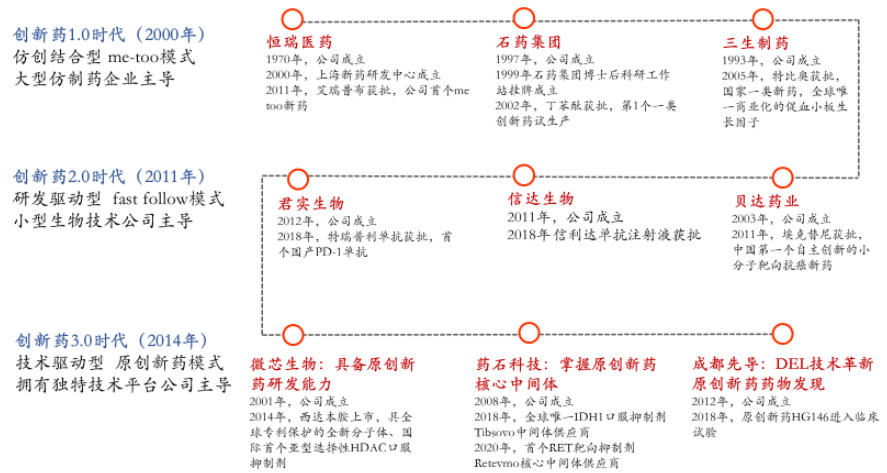 创新药1.0时代（2000年）
仿创结合型 me-too模式
大型仿制药企业主导
恒瑞医药
1970年，公司成立
2000年，上海新药研发中心成立
2011年，艾瑞昔布获批，公司首个me
too新药
石药集团
1997年，公司成立
1999年石药集团博士后科研工作
站挂牌成立
2002年，丁苯酞获批，第1个一类
创新药试生产
三生制药
1993年，公司成立
2005年，特比奥获批，
国家一类新药，全球唯
一商业化的促血小板生
长因子
创新药2.0时代（2011年）
研发驱动型 fast follow模式
小型生物技术公司主导
君实生物
2012年，公司成立
2018年，特瑞普利单抗获批，首
个国产PD-1单抗
信达生物
2011年，公司成立
2018年信利达单抗注射液获批
贝达药业
2003年，公司成立
2011年，埃克替尼获批，
中国第一个自主创新的小
分子靶向抗癌新药
创新药3.0时代（2014年）
技术驱动型 原创新药模式
拥有独特技术平台公司主导
微芯生物：具备原创新
药研发能力
2001年，公司成立
2014年，西达本胺上市，具全
球专利保护的全新分子体、国
际首个亚型选择性HDAC口服
抑制剂
药石科技：掌握原创新药
核心中间体
2008年，公司成立
2018年，全球唯一IDH1口服抑制剂
Tibsovo中间体供应商
2020年，首个RET靶向抑制剂
Retevmo核心中间体供应商
成都先导：DEL技术革新
原创新药药物发现
2012年，公司成立
2018年，原创新药HG146进入临床
试验